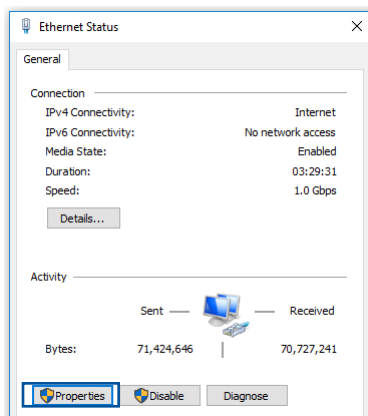 Ethernet Status
General
Connection
IPv4 Connectivity: Internet
IPv6 Connectivity: No network access
Media State: Enabled
Duration: 03:29:31
Speed: 1.0 Gbps
Details...
Activity
Sent Received
Bytes: 71,424,646 70,727,241
Properties Disable Diagnose